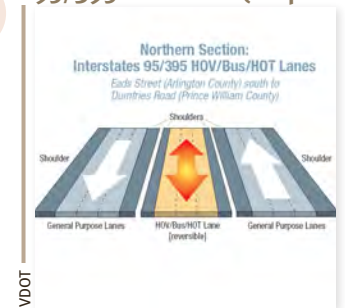 Northern Section:
Interstates 95/395 HOV/Bus/HOT Lanes
Eads Street (Arlington County) south to
Dumfries Road (Prince William County)
Shoulders
Shoulder
Shoulder
General Purpose Lanes
HOV/Bus/HOT Lane
(reversible)
General Purpose Lanes
VDOT